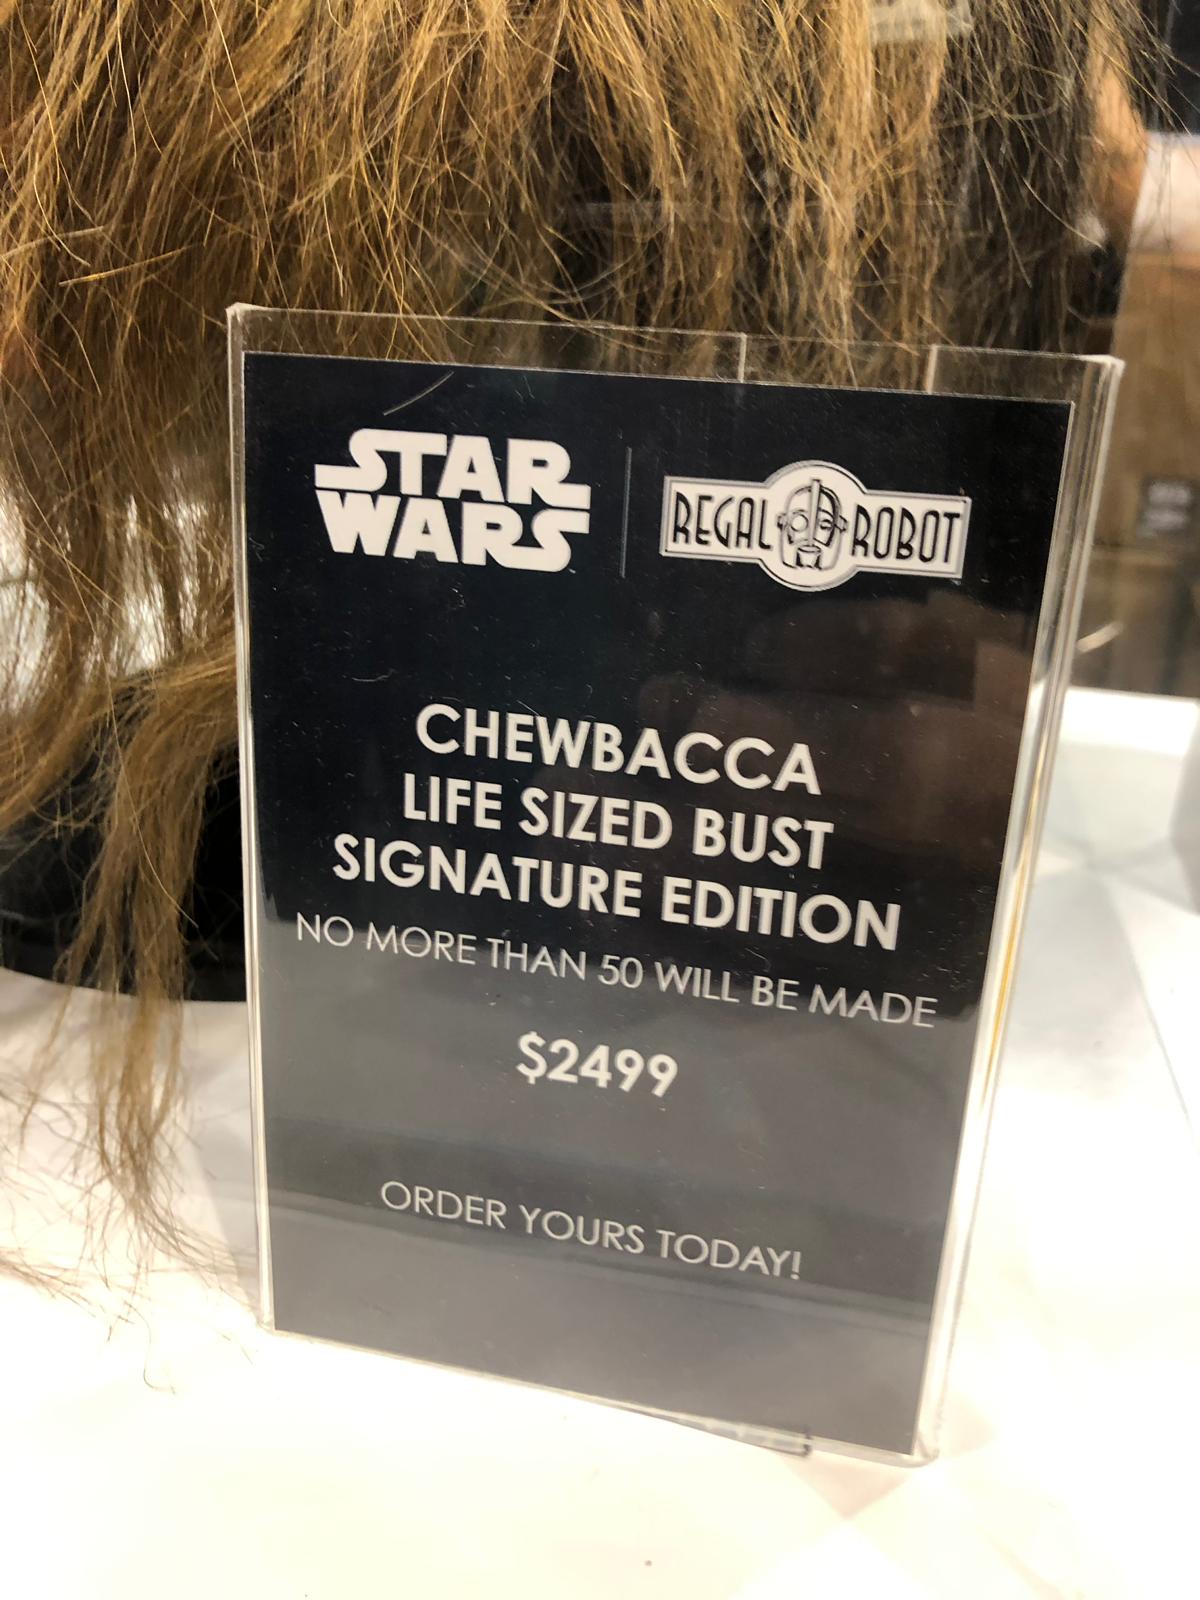 STAR
WARS
REGAL ROBOT
CHEWBACCA
LIFE SIZED BUST
SIGNATURE EDITION
NO MORE THAN 50 WILL BE MADE
$2499
ORDER YOURS TODAY!